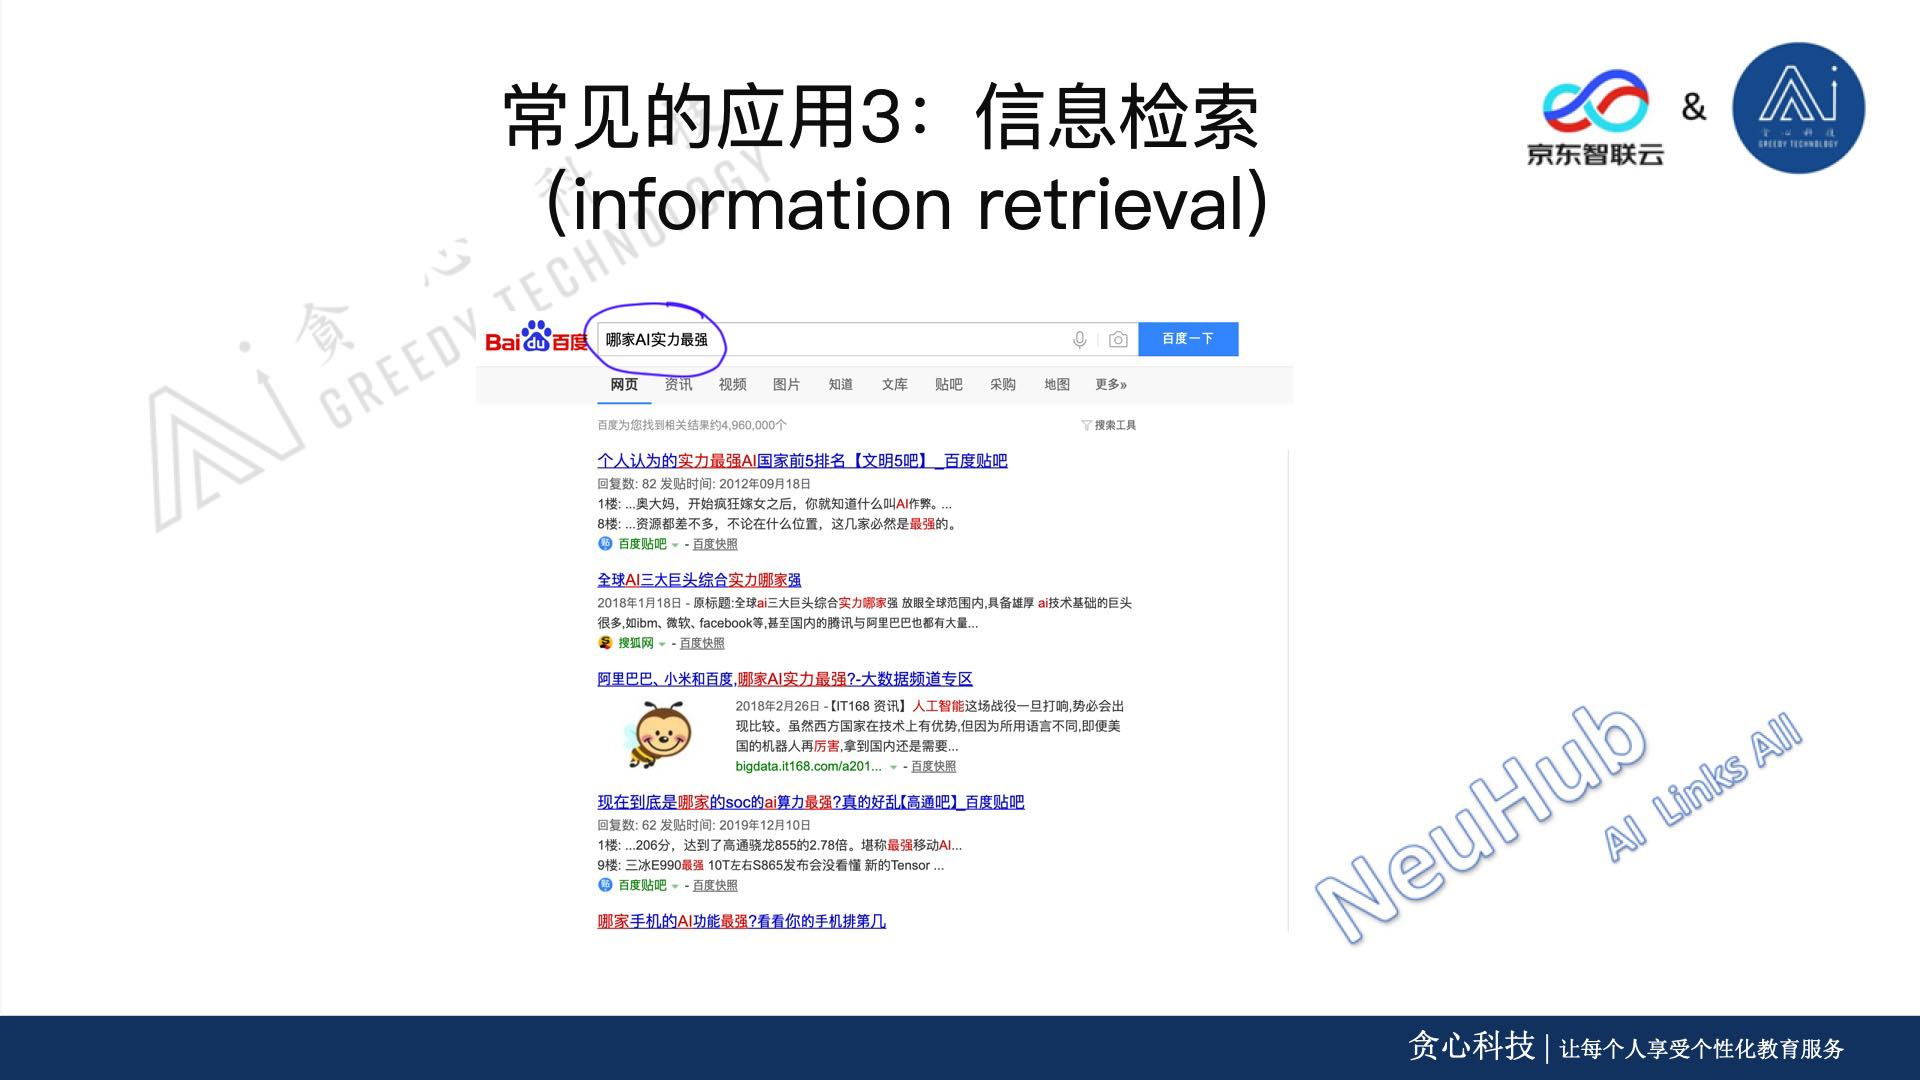 常见的应用3：信息检索
（information retrieval）
京东智联云
&
Ai
贪心科技
GREEDY TECHNOLOGY
Ai 贪心科技
GREEDY TECHNOLOGY
Bai du 百度
哪家AI实力最强
百度一下
网页 资讯 视频 图片 知道 文库 贴吧 采购 地图 更多»
百度为您找到相关结果约4,960,000个
搜索工具
个人认为的实力最强AI国家前5排名【文明5吧】_百度贴吧
回复数: 82 发贴时间: 2012年09月18日
1楼: ...奥大妈，开始疯狂嫁女之后，你就知道什么叫AI作弊。...
8楼: ...资源都差不多，不论在什么位置，这几家必然是最强的。
贴 百度贴吧 - 百度快照
全球AI三大巨头综合实力哪家强
2018年1月18日 - 原标题:全球ai三大巨头综合实力哪家强 放眼全球范围内,具备雄厚 ai技术基础的巨头
很多,如ibm、微软、facebook等,甚至国内的腾讯与阿里巴巴也都有大量...
搜狐网 - 百度快照
阿里巴巴、小米和百度,哪家AI实力最强?-大数据频道专区
2018年2月26日 -【IT168 资讯】人工智能这场战役一旦打响,势必会出
现比较。虽然西方国家在技术上有优势,但因为所用语言不同,即便美
国的机器人再厉害,拿到国内还是需要...
bigdata.it168.com/a201... - 百度快照
现在到底是哪家的soc的ai算力最强?真的好乱【高通吧】_百度贴吧
回复数: 62 发贴时间: 2019年12月10日
1楼: ...206分，达到了高通骁龙855的2.78倍。堪称最强移动AI...
9楼: 三冰E990最强 10T左右S865发布会没看懂 新的Tensor ...
贴 百度贴吧 - 百度快照
哪家手机的AI功能最强?看看你的手机排第几
NeuHub
AI Links All
贪心科技 | 让每个人享受个性化教育服务